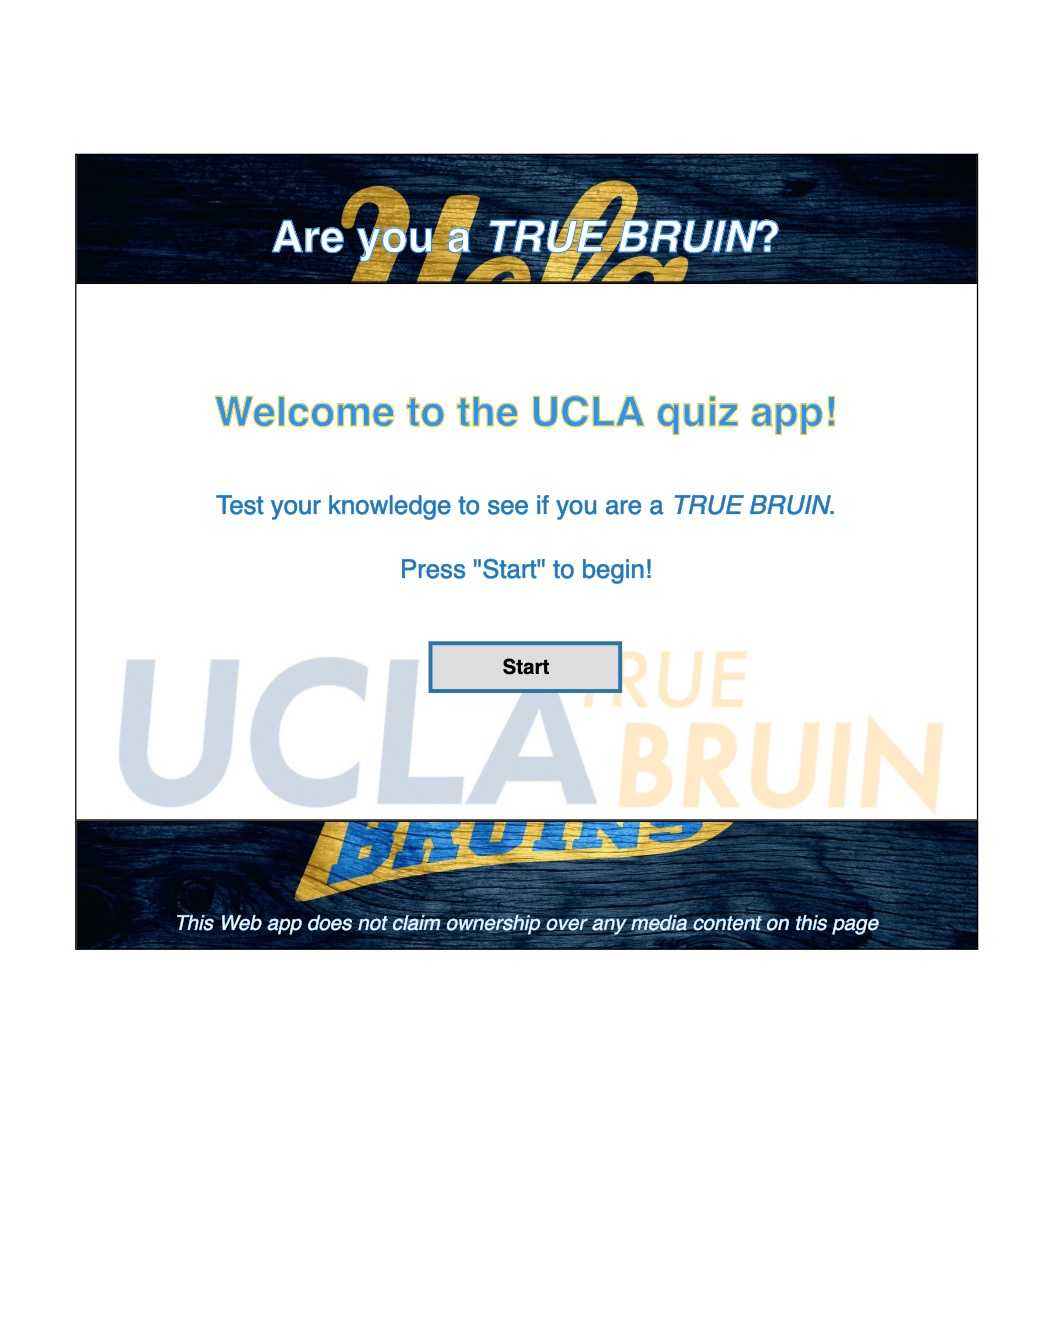 Ucla
Are you a TRUE BRUIN?
Welcome to the UCLA quiz app!
Test your knowledge to see if you are a TRUE BRUIN.
Press "Start" to begin!
Start
UCLA TRUE
BRUIN
BRUINS
This Web app does not claim ownership over any media content on this page